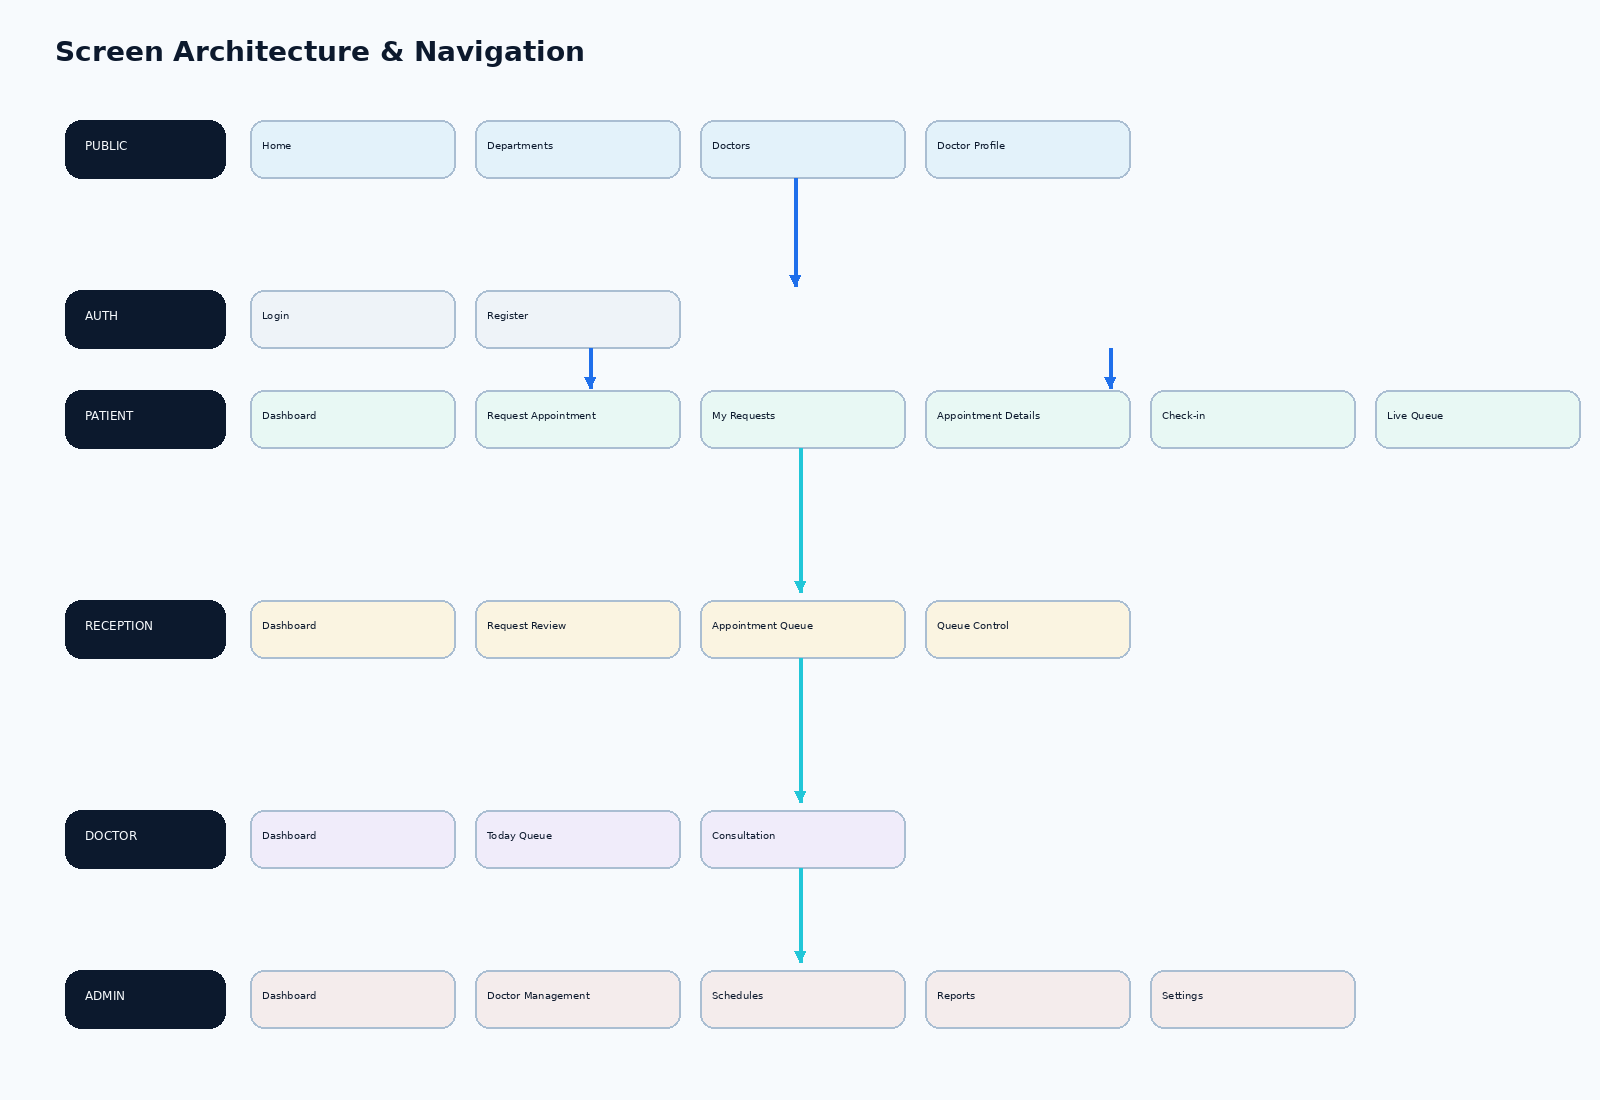 Screen Architecture & Navigation
PUBLIC
Home
Departments
Doctors
Doctor Profile
AUTH
Login
Register
PATIENT
Dashboard
Request Appointment
My Requests
Appointment Details
Check-in
Live Queue
RECEPTION
Dashboard
Request Review
Appointment Queue
Queue Control
DOCTOR
Dashboard
Today Queue
Consultation
ADMIN
Dashboard
Doctor Management
Schedules
Reports
Settings